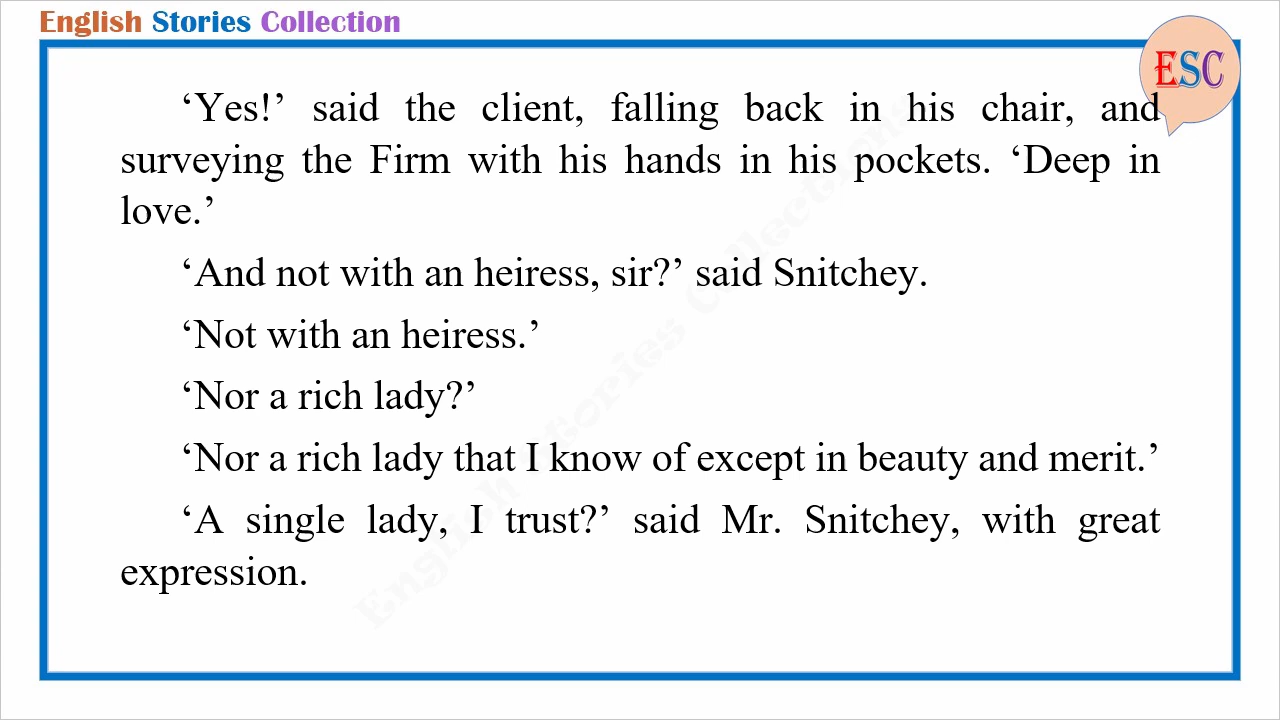 English Stories Collection
ESC
‘Yes!’ said the client, falling back in his chair, and
surveying the Firm with his hands in his pockets. ‘Deep in
love.’
‘And not with an heiress, sir?’ said Snitchey.
‘Not with an heiress.’
‘Nor a rich lady?’
‘Nor a rich lady that I know of except in beauty and merit.’
‘A single lady, I trust?’ said Mr. Snitchey, with great
expression.
English Stories Collections